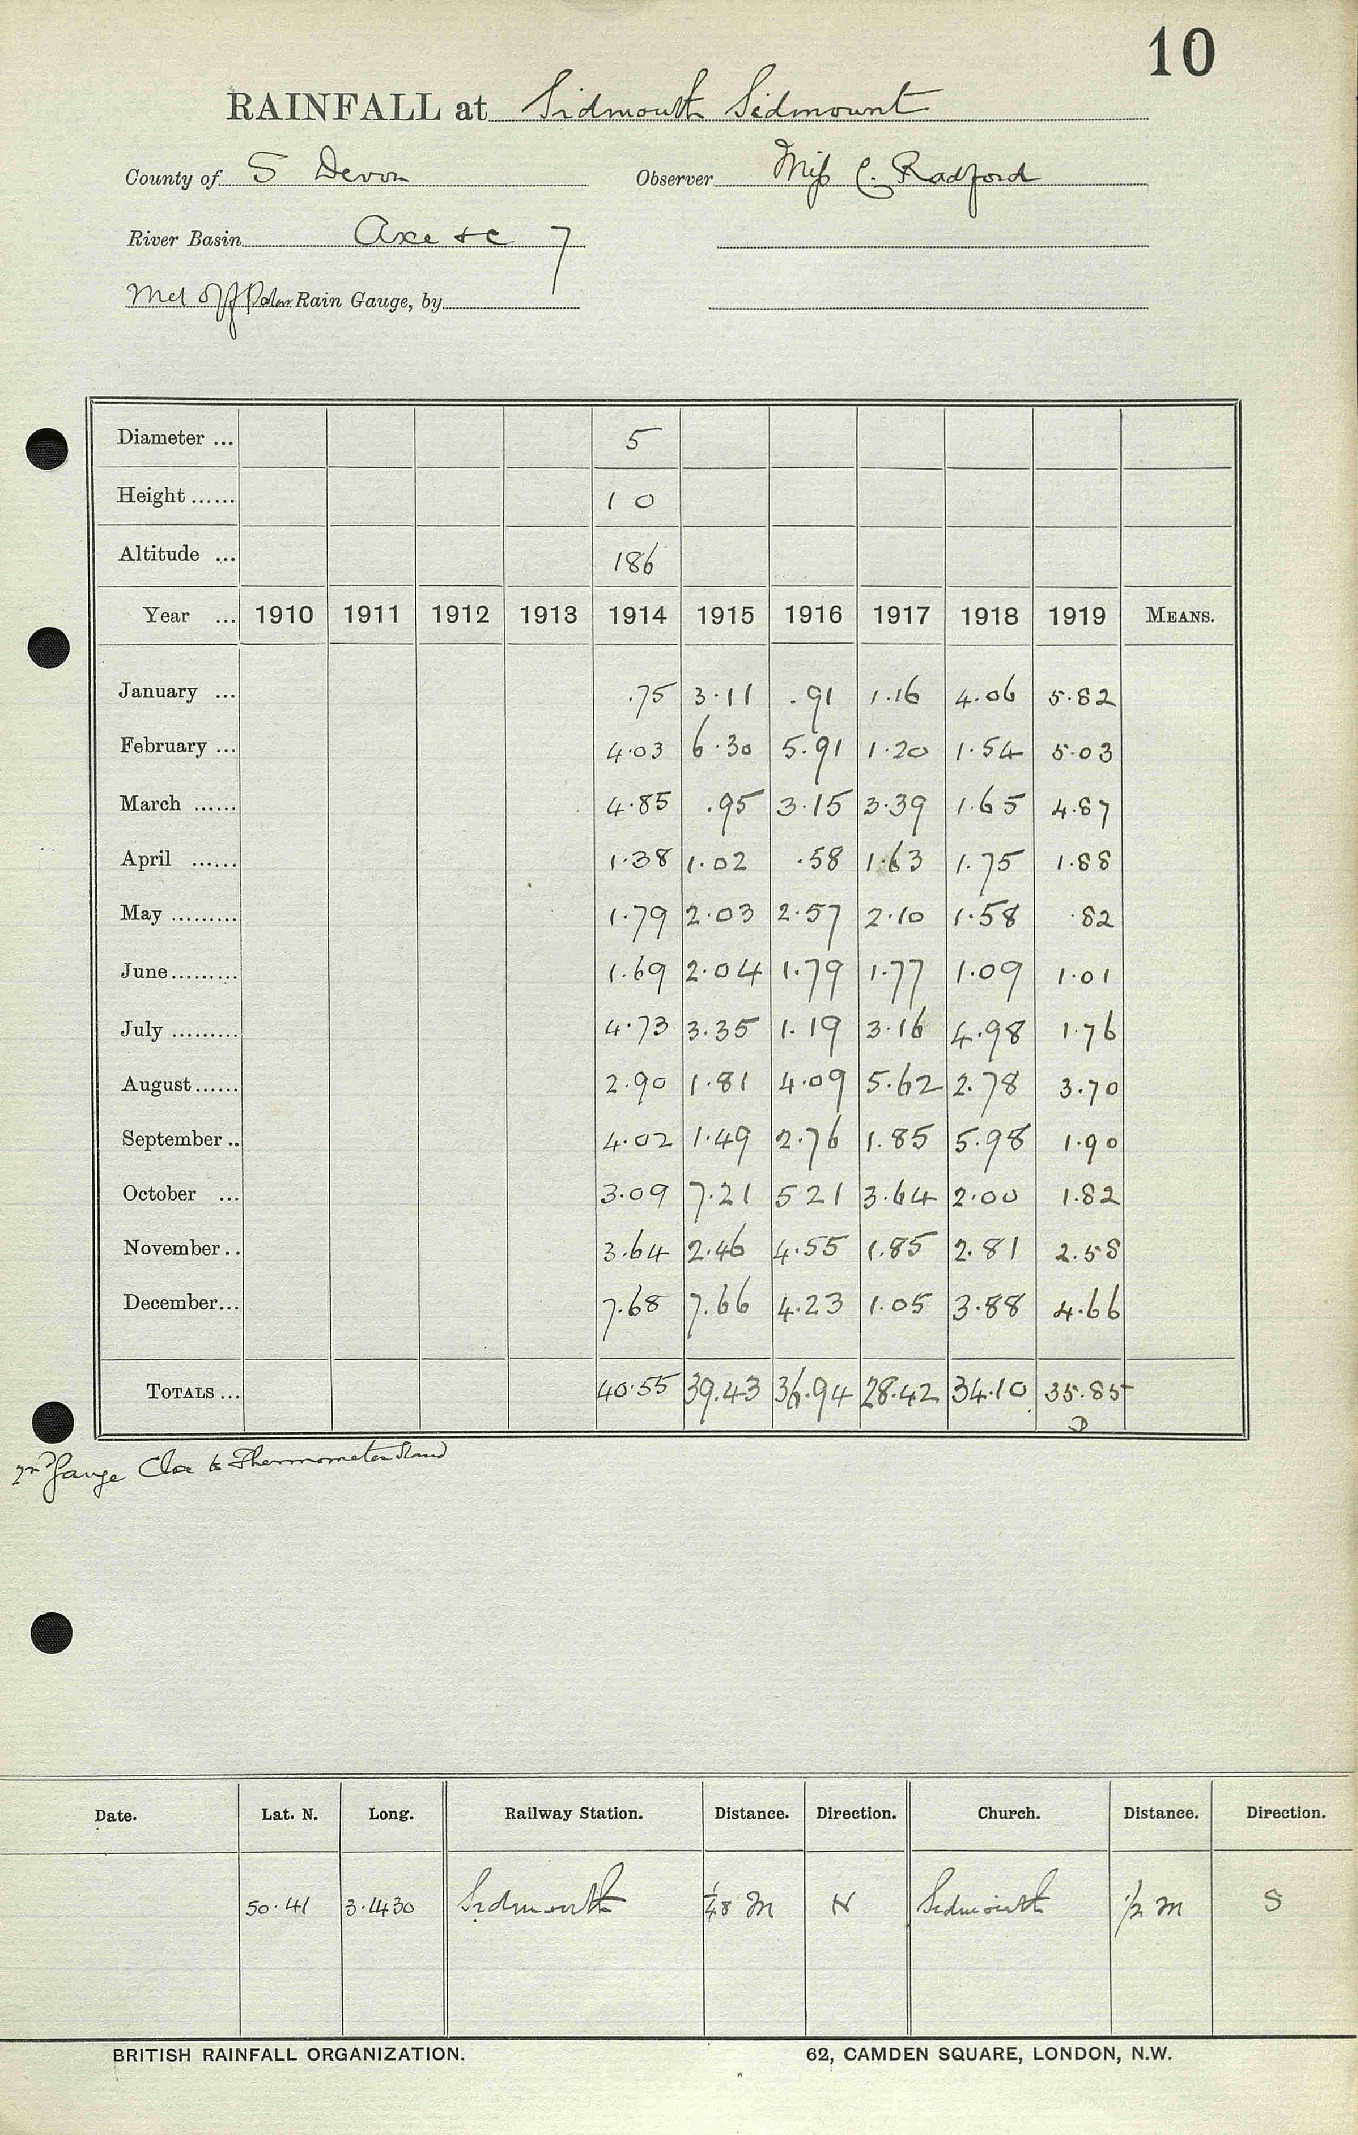 10
RAINFALL at Sidmouth Sidmount
County of S Devon Observer Miss C. Radford
River Basin Axe &c 7
Met Off Rain Gauge, by
Diameter ... 5
Height ...... 10
Altitude ... 186
Year ... 1910 1911 1912 1913 1914 1915 1916 1917 1918 1919 MEANS.
January ... .75 3.11 .91 1.16 4.06 5.82
February ... 4.03 6.30 5.91 1.20 1.54 5.03
March ...... 4.85 .95 3.15 3.39 1.65 4.87
April ...... 1.38 1.02 .58 1.63 1.75 1.88
May ......... 1.79 2.03 2.57 2.10 1.58 .82
June......... 1.69 2.04 1.79 1.77 1.09 1.01
July ......... 4.73 3.35 1.19 3.16 4.98 1.76
August...... 2.90 1.81 4.09 5.62 2.78 3.70
September .. 4.02 1.49 2.76 1.85 5.98 1.90
October ... 3.09 7.21 5 21 3.64 2.00 1.82
November .. 3.64 2.46 4.55 1.85 2.81 2.58
December... 7.68 7.66 4.23 1.05 3.88 4.66
TOTALS ... 40.55 39.43 36.94 28.42 34.10 35.85
D
Gauge Close to Thermometer Stand
Date. Lat. N. Long. Railway Station. Distance. Direction. Church. Distance. Direction.
50.41 3.1430 Sidmouth M N Sidmouth 1/2 m S
BRITISH RAINFALL ORGANIZATION. 62, CAMDEN SQUARE, LONDON, N.W.